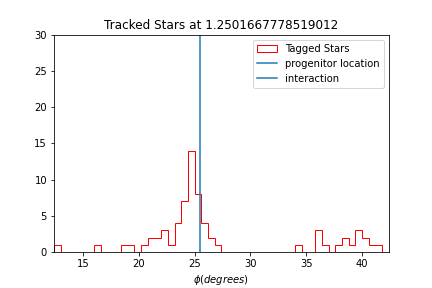 Tracked Stars at 1.2501667778519012
30
25
20
15
10
5
0
Tagged Stars
progenitor location
interaction
15 20 25 30 35 40
ϕ(degrees)